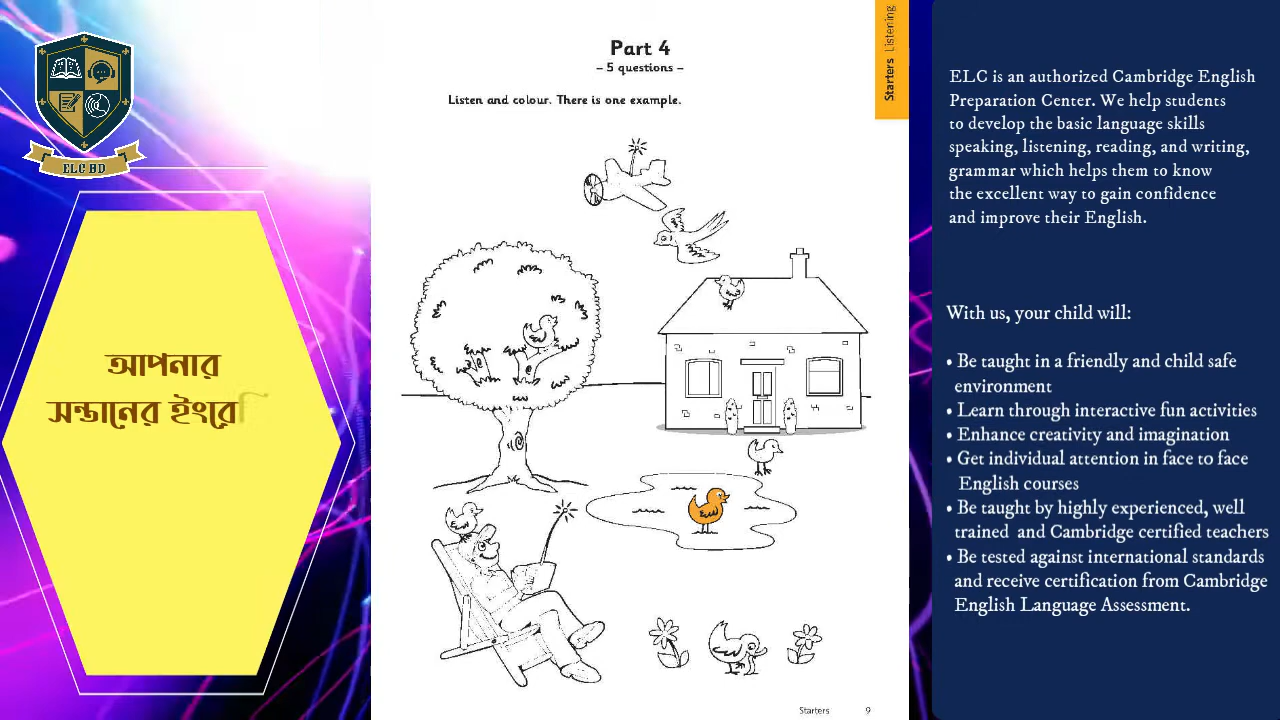 ELC BD
আপনার
সন্তানের ইংরে
Part 4
– 5 questions –
Listen and colour. There is one example.
Starters Listening
Starters 9
ELC is an authorized Cambridge English
Preparation Center. We help students
to develop the basic language skills
speaking, listening, reading, and writing,
grammar which helps them to know
the excellent way to gain confidence
and improve their English.
With us, your child will:
• Be taught in a friendly and child safe
environment
• Learn through interactive fun activities
• Enhance creativity and imagination
• Get individual attention in face to face
English courses
• Be taught by highly experienced, well
trained and Cambridge certified teachers
• Be tested against international standards
and receive certification from Cambridge
English Language Assessment.